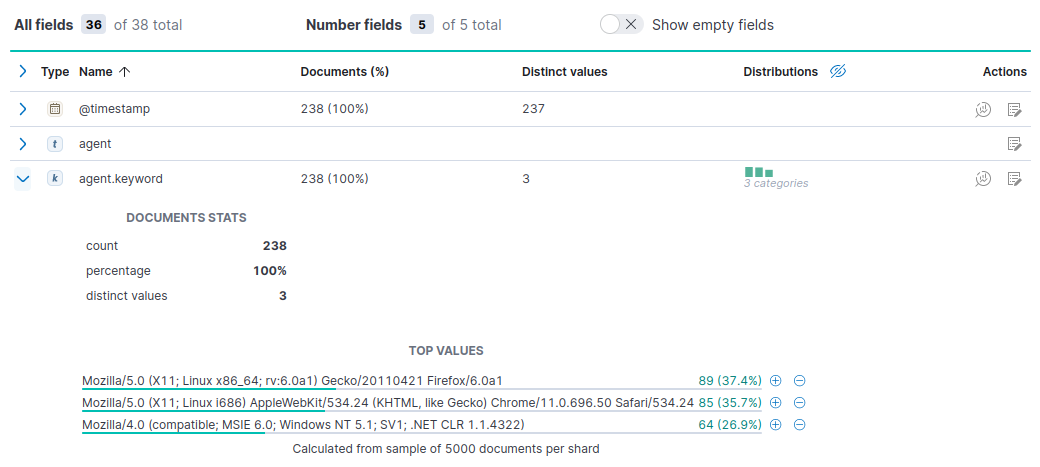 All fields 36 of 38 total Number fields 5 of 5 total Show empty fields
Type Name Documents (%) Distinct values Distributions Actions
@timestamp 238 (100%) 237
t agent
k agent.keyword 238 (100%) 3
3 categories
DOCUMENTS STATS
count 238
percentage 100%
distinct values 3
TOP VALUES
Mozilla/5.0 (X11; Linux x86_64; rv:6.0a1) Gecko/20110421 Firefox/6.0a1 89 (37.4%)
Mozilla/5.0 (X11; Linux i686) AppleWebKit/534.24 (KHTML, like Gecko) Chrome/11.0.696.50 Safari/534.24 85 (35.7%)
Mozilla/4.0 (compatible; MSIE 6.0; Windows NT 5.1; SV1; .NET CLR 1.1.4322) 64 (26.9%)
Calculated from sample of 5000 documents per shard